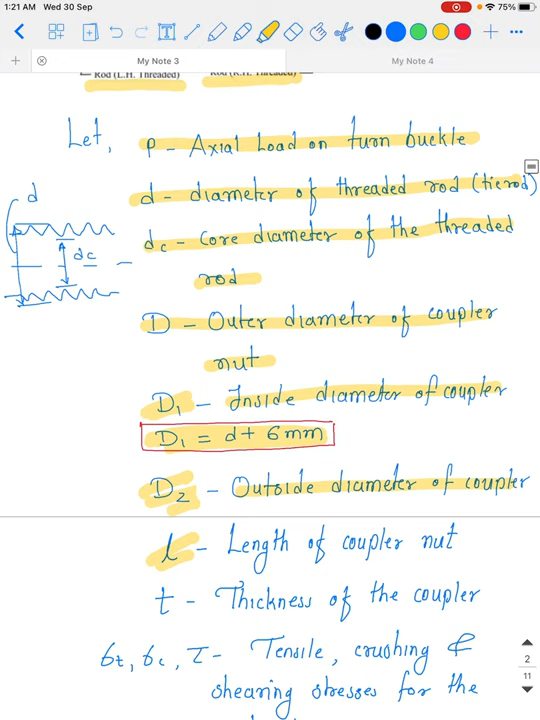 1:21 AM Wed 30 Sep
75%
My Note 3
My Note 4
Rod (L.H. Threaded)
Rod (R.H. Threaded)
Let,
P - Axial Load on turn buckle
d - diameter of threaded rod (tie rod)
dc - Core diameter of the threaded
rod
d
dc
D - Outer diameter of coupler
nut
D1 - Inside diameter of coupler
D1 = d + 6mm
D2 - Outside diameter of coupler
l - Length of coupler nut
t - Thickness of the coupler
σt, σc, τ - Tensile, crushing &
shearing stresses for the
2
11